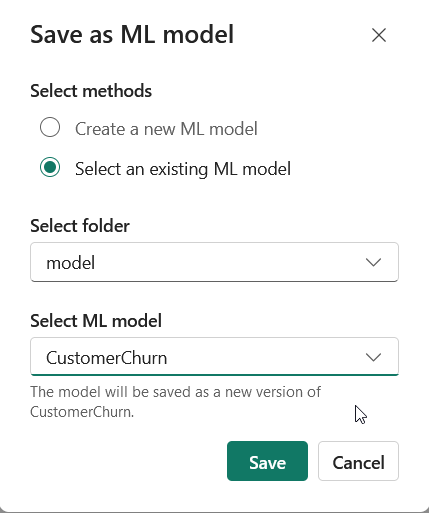 Save as ML model
Select methods
Create a new ML model
Select an existing ML model
Select folder
model
Select ML model
CustomerChurn
The model will be saved as a new version of
CustomerChurn.
Save
Cancel